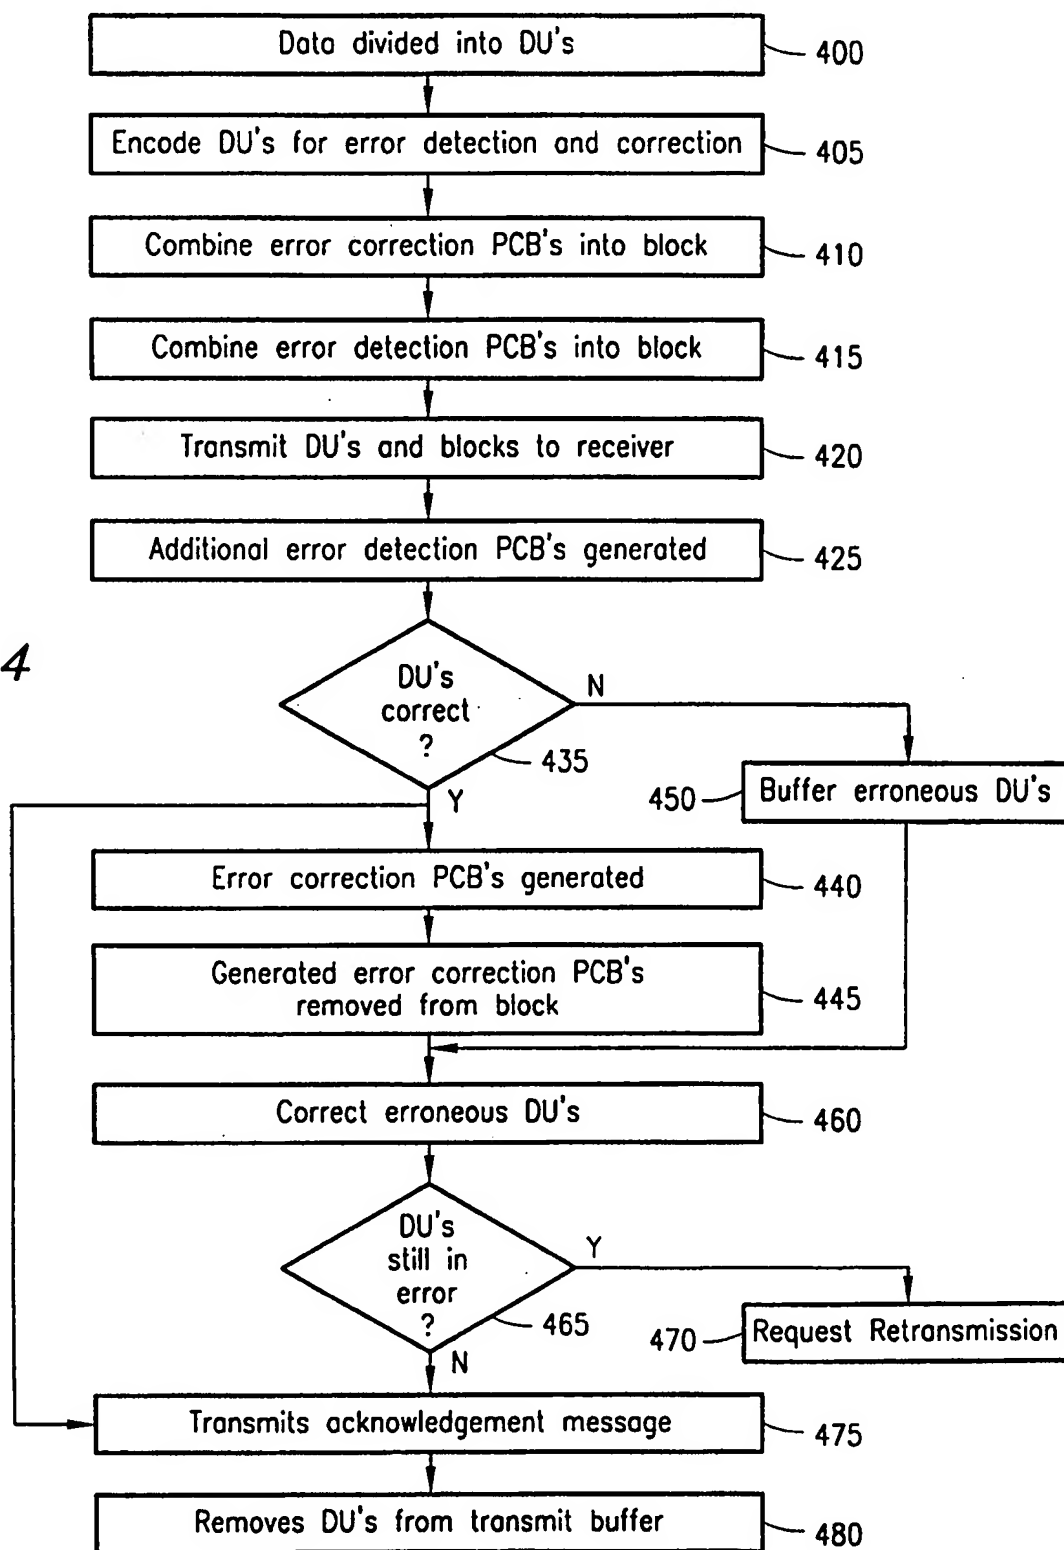 Data divided into DU's
400
Encode DU's for error detection and correction
405
Combine error correction PCB's into block
410
Combine error detection PCB's into block
415
Transmit DU's and blocks to receiver
420
Additional error detection PCB's generated
425
4
DU's
correct
?
435
N
Y
450
Buffer erroneous DU's
Error correction PCB's generated
440
Generated error correction PCB's
removed from block
445
Correct erroneous DU's
460
DU's
still in
error
?
465
Y
N
470
Request Retransmission
Transmits acknowledgement message
475
Removes DU's from transmit buffer
480